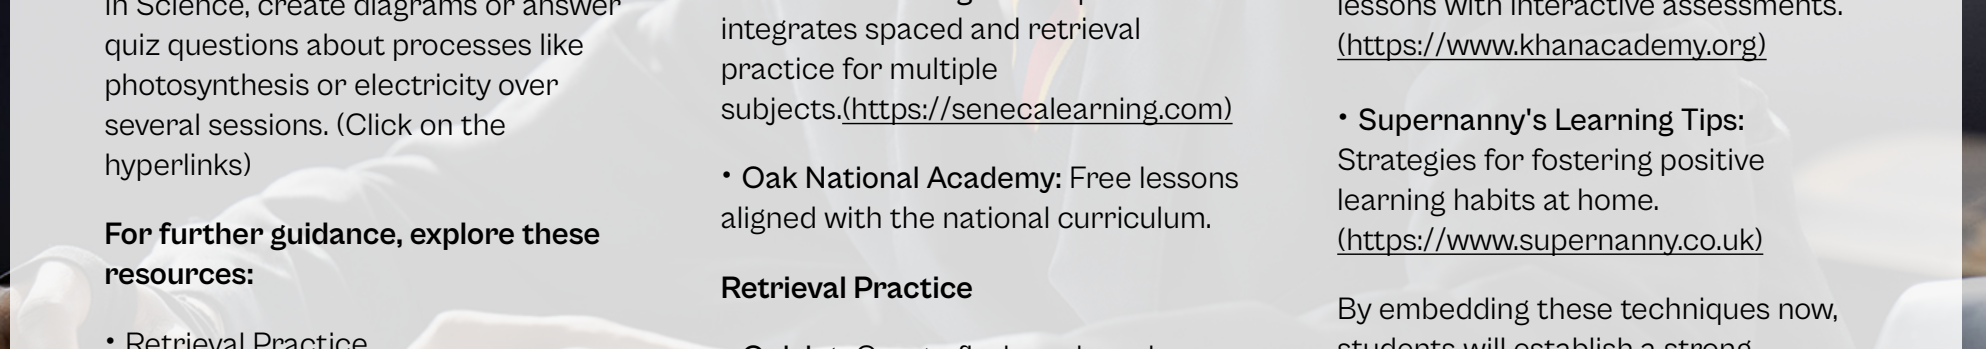 in Science, create diagrams or answer
quiz questions about processes like
photosynthesis or electricity over
several sessions. (Click on the
hyperlinks)
For further guidance, explore these
resources:
• Retrieval Practice
integrates spaced and retrieval
practice for multiple
subjects.(https://senecalearning.com)
• Oak National Academy: Free lessons
aligned with the national curriculum.
Retrieval Practice
lessons with interactive assessments.
(https://www.khanacademy.org)
• Supernanny's Learning Tips:
Strategies for fostering positive
learning habits at home.
(https://www.supernanny.co.uk)
By embedding these techniques now,
students will establish a strong